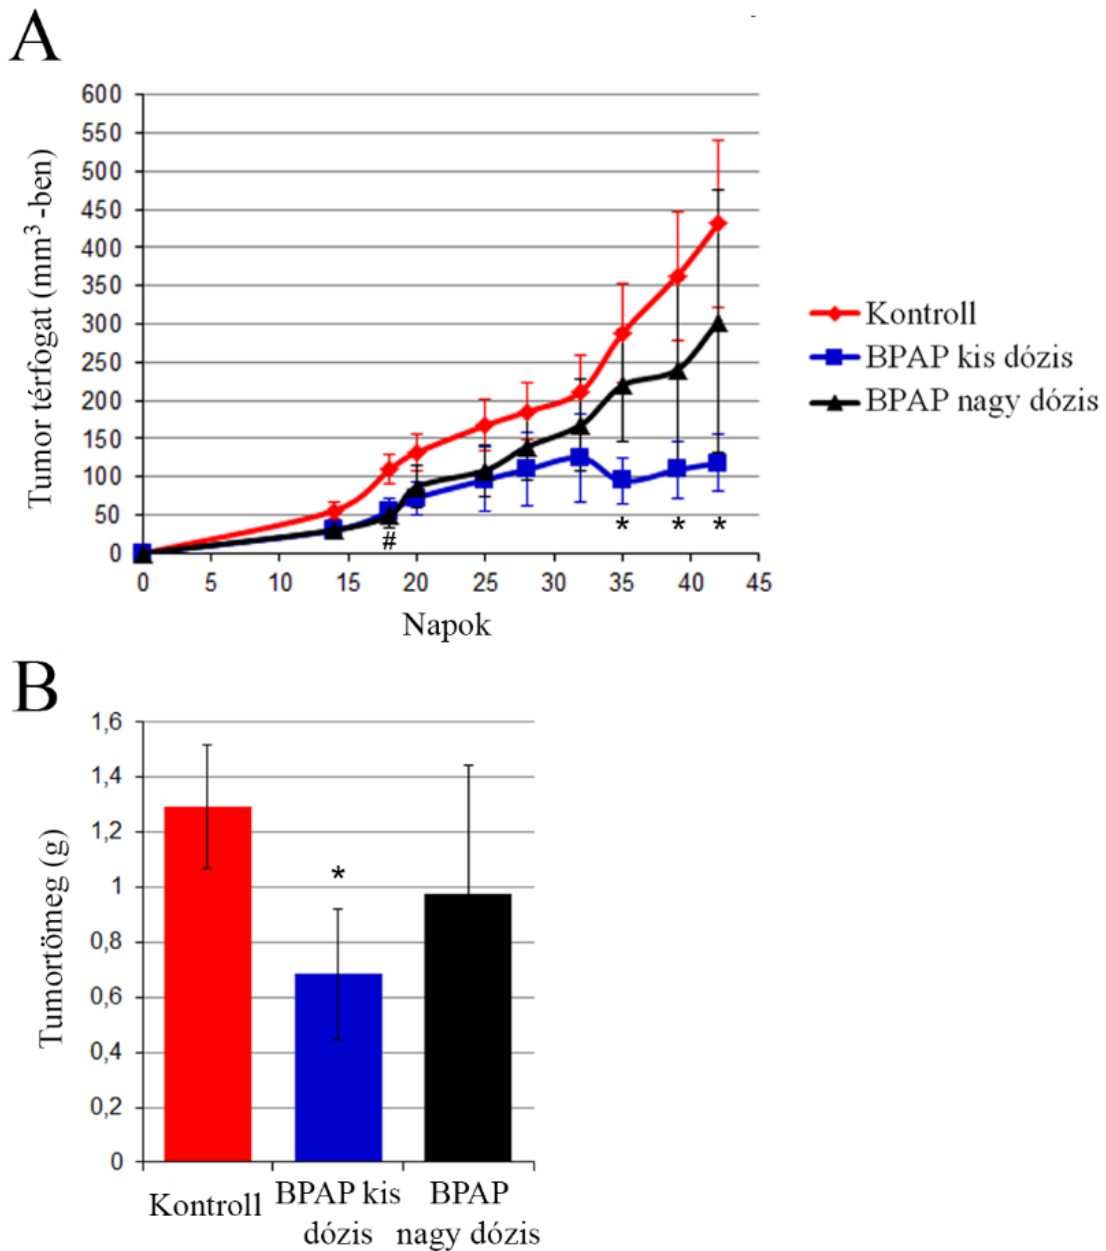 A
600
550
500
450
400
350
300
250
200
150
100
50
0
Tumor térfogat (mm³ -ben)
#
* * *
0 5 10 15 20 25 30 35 40 45
Napok
Kontroll
BPAP kis dózis
BPAP nagy dózis
B
1,6
1,4
1,2
1
0,8
0,6
0,4
0,2
0
Tumortömeg (g)
*
Kontroll
BPAP kis
dózis
BPAP
nagy dózis